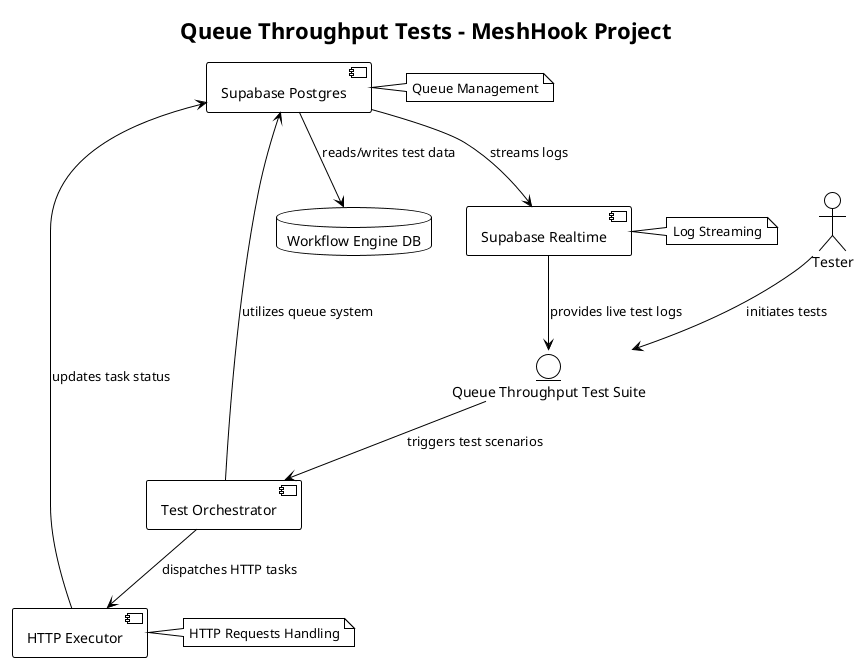 Queue Throughput Tests - MeshHook Project
Supabase Postgres
Queue Management
reads/writes test data
streams logs
Workflow Engine DB
Supabase Realtime
Log Streaming
Tester
utilizes queue system
provides live test logs
initiates tests
updates task status
Queue Throughput Test Suite
triggers test scenarios
Test Orchestrator
dispatches HTTP tasks
HTTP Executor
HTTP Requests Handling